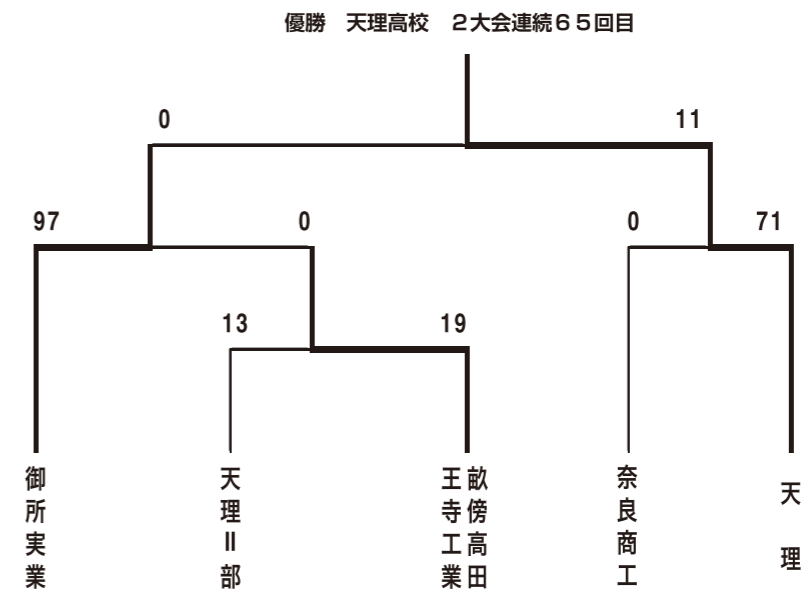 優勝　天理高校　２大会連続６５回目
0
11
97
0
0
71
13
19
御所実業
天理Ⅱ部
畝傍高田
王寺工業
奈良商工
天理